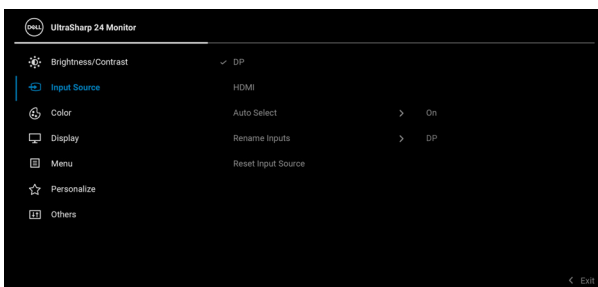 DELL UltraSharp 24 Monitor
Brightness/Contrast ✓ DP
Input Source HDMI
Color Auto Select > On
Display Rename Inputs > DP
Menu Reset Input Source
Personalize
Others
< Exit